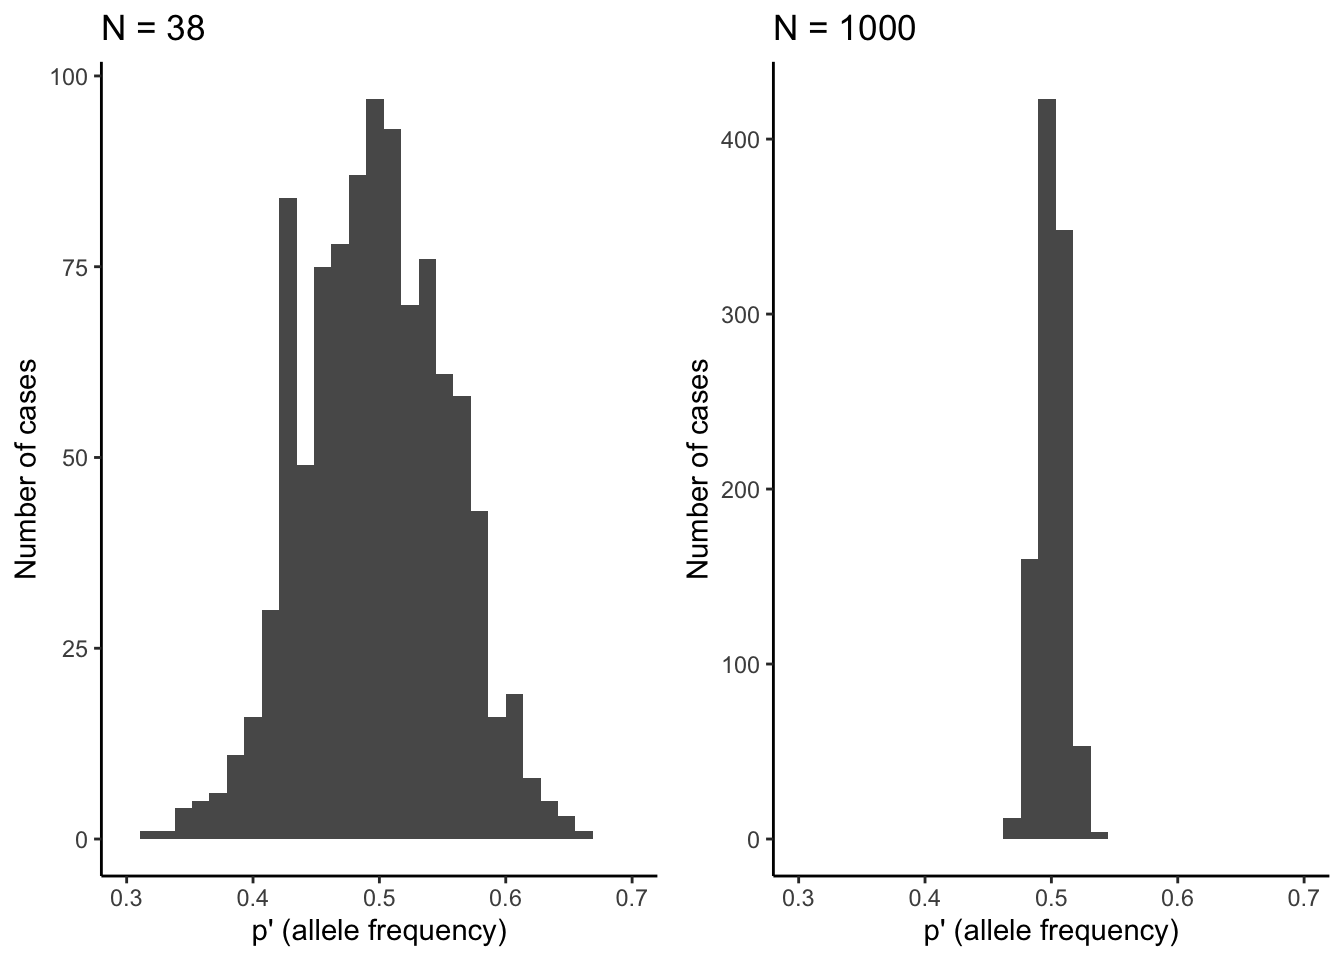 N = 38
100
75
50
25
0
Number of cases
0.3 0.4 0.5 0.6 0.7
p' (allele frequency)
N = 1000
400
300
200
100
0
Number of cases
0.3 0.4 0.5 0.6 0.7
p' (allele frequency)